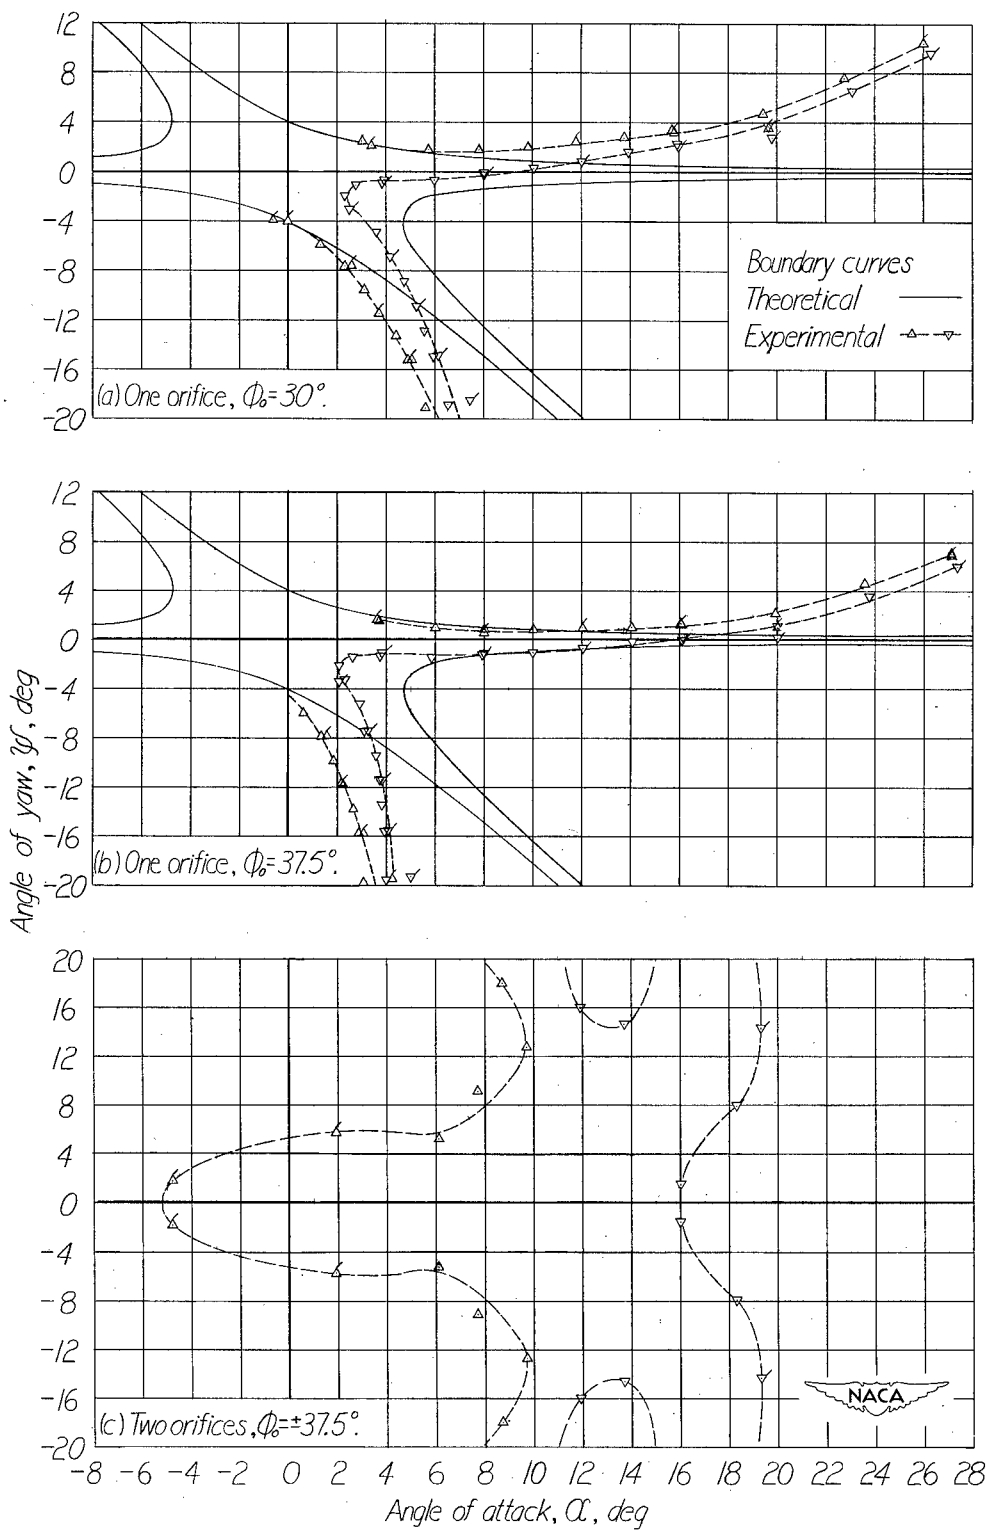 12
8
4
0
-4
-8
-12
-16
-20
Boundary curves
Theoretical
Experimental
(a) One orifice, Φ₀=30°.
12
8
4
0
-4
-8
-12
-16
-20
(b) One orifice, Φ₀=37.5°.
Angle of yaw, ψ, deg
20
16
12
8
4
0
-4
-8
-12
-16
-20
NACA
(c) Two orifices, Φ₀=±37.5°.
-8 -6 -4 -2 0 2 4 6 8 10 12 14 16 18 20 22 24 26 28
Angle of attack, α, deg